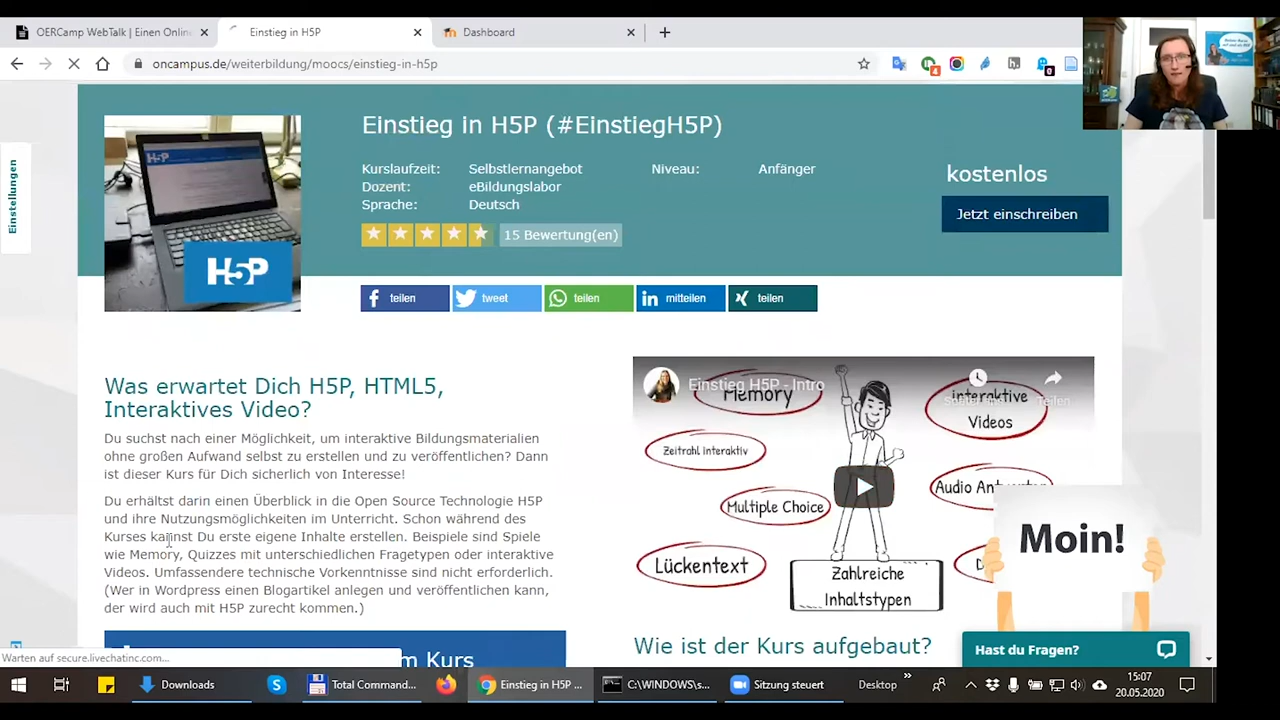 OERCamp WebTalk | Einen Onlin
Einstieg in H5P
Dashboard
oncampus.de/weiterbildung/moocs/einstieg-in-h5p
Einstellungen
Einstieg in H5P (#EinstiegH5P)
Kurslaufzeit: Selbstlernangebot Niveau: Anfänger
Dozent: eBildungslabor
Sprache: Deutsch
15 Bewertung(en)
kostenlos
Jetzt einschreiben
H5P
H5P
teilen
tweet
teilen
mitteilen
teilen
Was erwartet Dich H5P, HTML5,
Interaktives Video?
Du suchst nach einer Möglichkeit, um interaktive Bildungsmaterialien
ohne großen Aufwand selbst zu erstellen und zu veröffentlichen? Dann
ist dieser Kurs für Dich sicherlich von Interesse!
Du erhältst darin einen Überblick in die Open Source Technologie H5P
und ihre Nutzungsmöglichkeiten im Unterricht. Schon während des
Kurses kannst Du erste eigene Inhalte erstellen. Beispiele sind Spiele
wie Memory, Quizzes mit unterschiedlichen Fragetypen oder interaktive
Videos. Umfassendere technische Vorkenntnisse sind nicht erforderlich.
(Wer in Wordpress einen Blogartikel anlegen und veröffentlichen kann,
der wird auch mit H5P zurecht kommen.)
Kurs
Einstieg H5P - Intro
Teilen
Memory
Interaktive
Videos
Zeitrahl interaktiv
Multiple Choice
Audio Antworten
Lückentext
Zahlreiche
Inhaltstypen
Moin!
Wie ist der Kurs aufgebaut?
Hast du Fragen?
Warten auf secure.livechatinc.com...
Downloads
Total Comman...
Einstieg in H5P ...
C:\WINDOWS\s...
Sitzung steuert
Desktop
15:07
20.05.2020